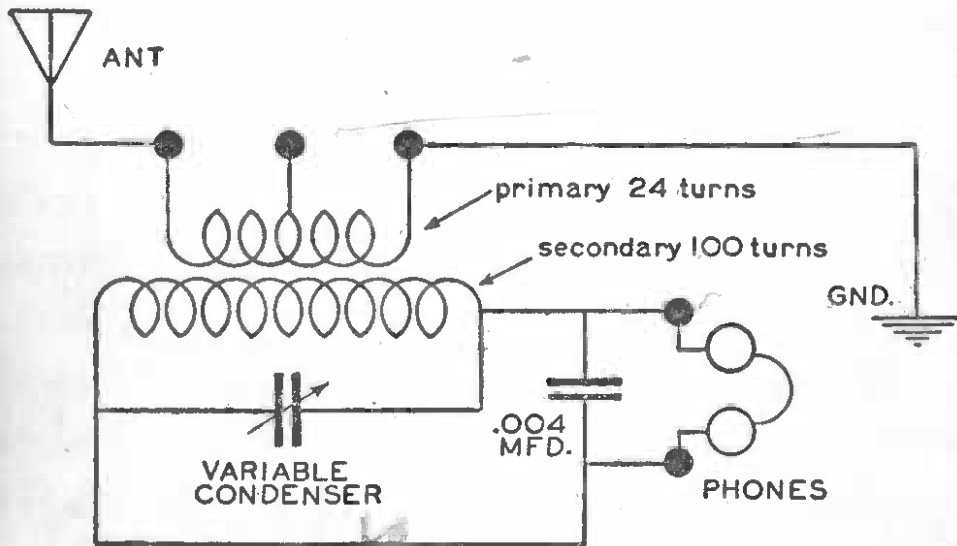 ANT
primary 24 turns
secondary 100 turns
GND.
.004
MFD.
VARIABLE
CONDENSER
PHONES